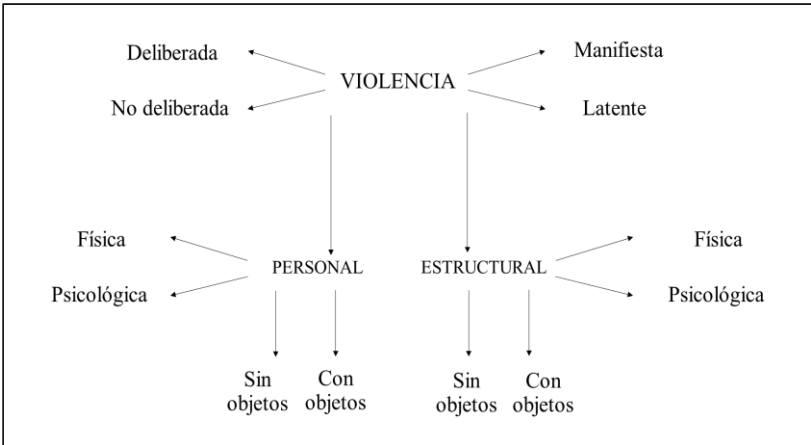 Deliberada
Manifiesta
VIOLENCIA
No deliberada
Latente
Física
Física
PERSONAL
ESTRUCTURAL
Psicológica
Psicológica
Sin
objetos
Con
objetos
Sin
objetos
Con
objetos